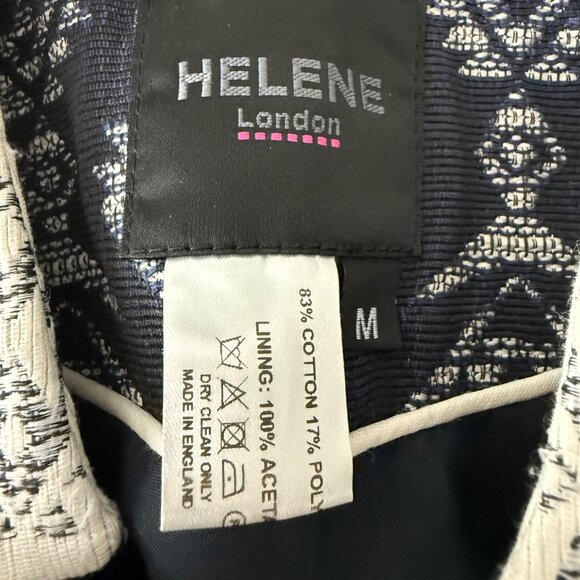 HELENE
London
M
83% COTTON 17% POLY
LINING: 100% ACETA
DRY CLEAN ONLY
MADE IN ENGLAND